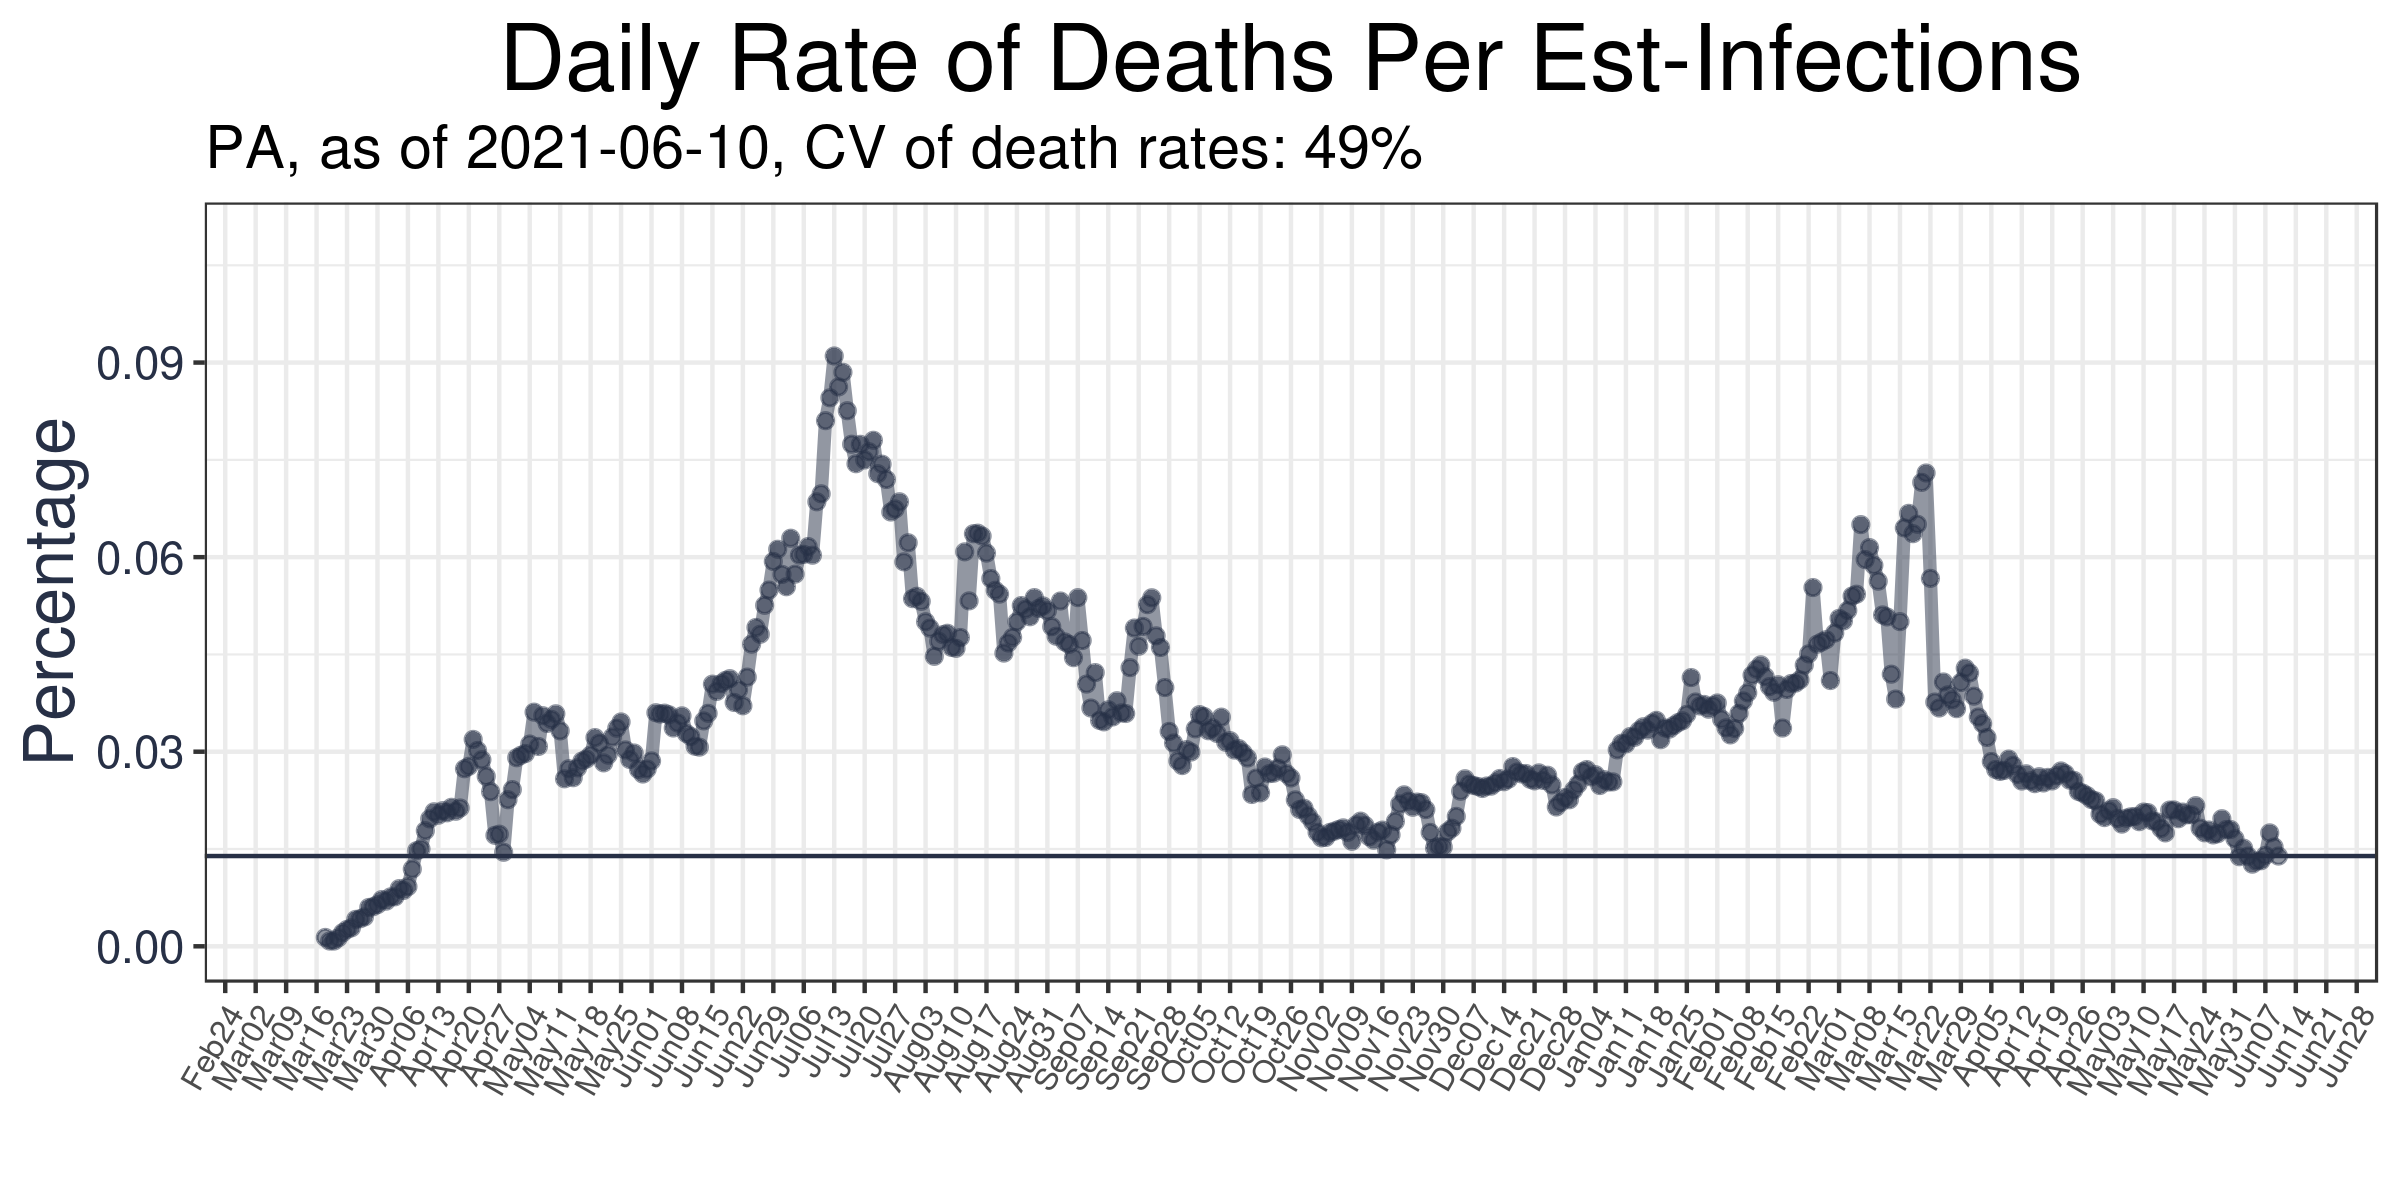 Daily Rate of Deaths Per Est-Infections
PA, as of 2021-06-10, CV of death rates: 49%
Percentage
0.09
0.06
0.03
0.00
Feb24
Mar02
Mar09
Mar16
Mar23
Mar30
Apr06
Apr13
Apr20
Apr27
May04
May11
May18
May25
Jun01
Jun08
Jun15
Jun22
Jun29
Jul06
Jul13
Jul20
Jul27
Aug03
Aug10
Aug17
Aug24
Aug31
Sep07
Sep14
Sep21
Sep28
Oct05
Oct12
Oct19
Oct26
Nov02
Nov09
Nov16
Nov23
Nov30
Dec07
Dec14
Dec21
Dec28
Jan04
Jan11
Jan18
Jan25
Feb01
Feb08
Feb15
Feb22
Mar01
Mar08
Mar15
Mar22
Mar29
Apr05
Apr12
Apr19
Apr26
May03
May10
May17
May24
May31
Jun07
Jun14
Jun21
Jun28